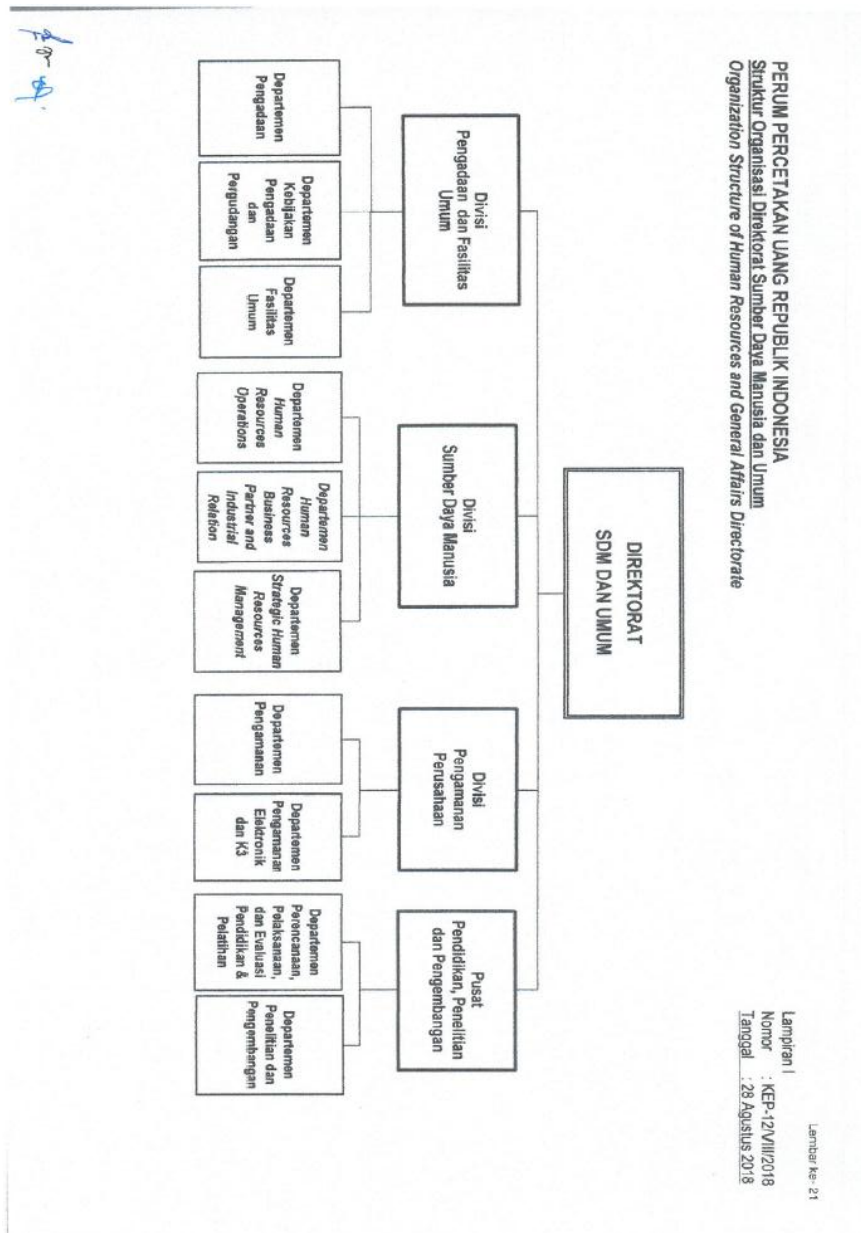 Lembar ke- 21
Lampiran I
Nomor : KEP-12/VIII/2018
Tanggal : 28 Agustus 2018
PERUM PERCETAKAN UANG REPUBLIK INDONESIA
Struktur Organisasi Direktorat Sumber Daya Manusia dan Umum
Organization Structure of Human Resources and General Affairs Directorate
DIREKTORAT
SDM DAN UMUM
Divisi
Pengadaan dan Fasilitas
Umum
Divisi
Sumber Daya Manusia
Divisi
Pengamanan
Perusahaan
Pusat
Pendidikan, Penelitian
dan Pengembangan
Departemen
Pengadaan
Departemen
Kebijakan
Pengadaan
dan
Pergudangan
Departemen
Fasilitas
Umum
Departemen
Human
Resources
Operations
Departemen
Human
Resources
Business
Partner and
Industrial
Relation
Departemen
Strategic Human
Resources
Management
Departemen
Pengamanan
Departemen
Pengamanan
Elektronik
dan K3
Departemen
Perencanaan,
Pelaksanaan,
dan Evaluasi
Pendidikan &
Pelatihan
Departemen
Penelitian dan
Pengembangan